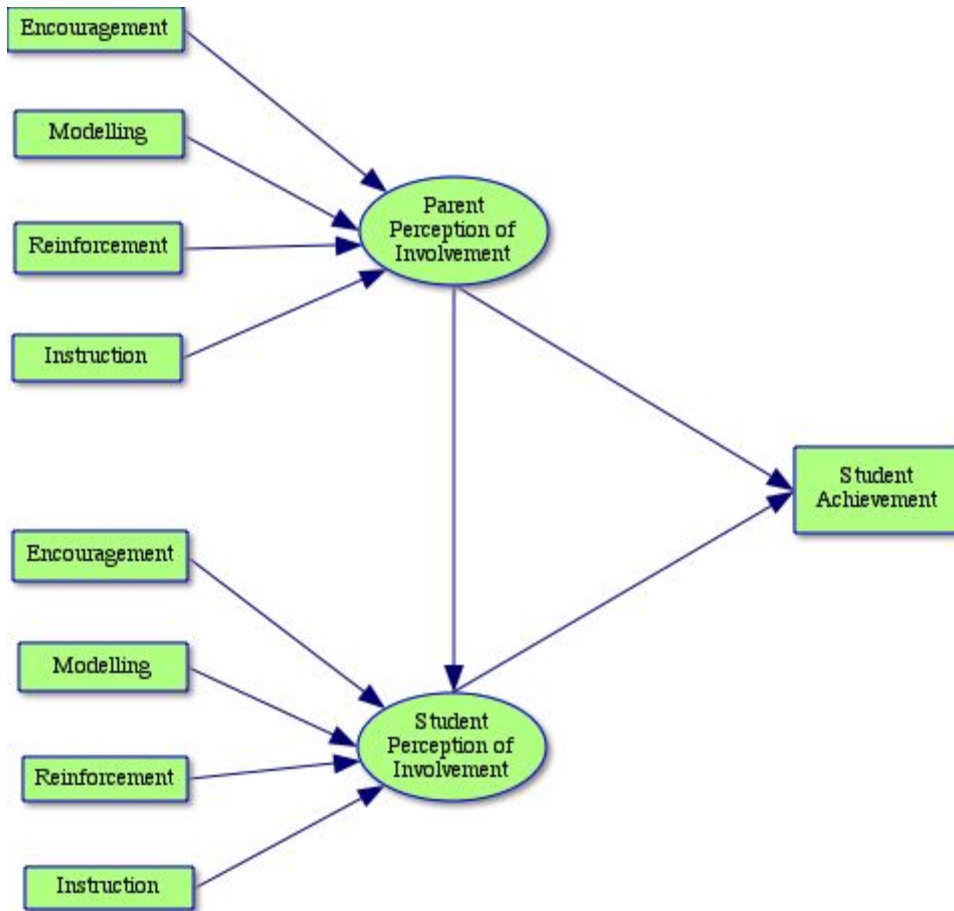 Encouragement
Modelling
Reinforcement
Instruction
Parent
Perception of
Involvement
Student
Achievement
Encouragement
Modelling
Reinforcement
Instruction
Student
Perception of
Involvement